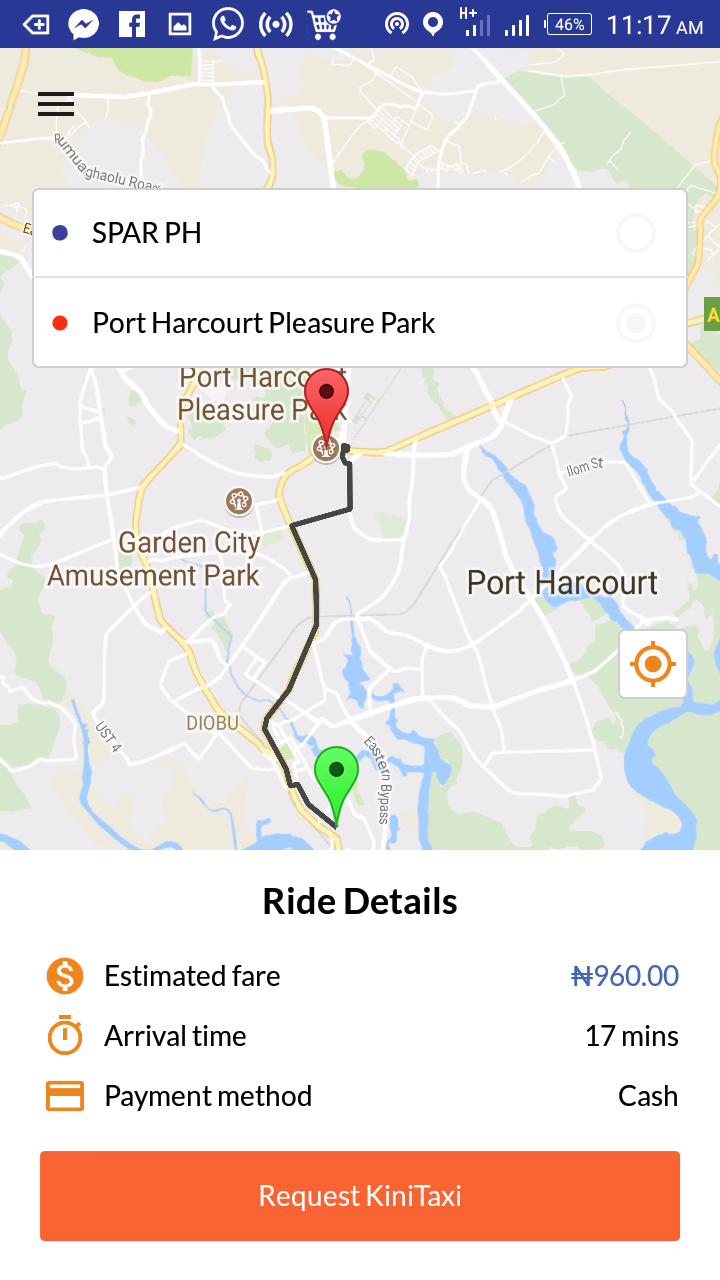 H+
46%
11:17 AM
Rumuaghaolu Road
SPAR PH
Port Harcourt Pleasure Park
A
Port Harcourt
Pleasure Park
Ilom St
Garden City
Amusement Park
Port Harcourt
DIOBU
UST 4
Eastern Bypass
Ride Details
Estimated fare
₦960.00
Arrival time
17 mins
Payment method
Cash
Request KiniTaxi